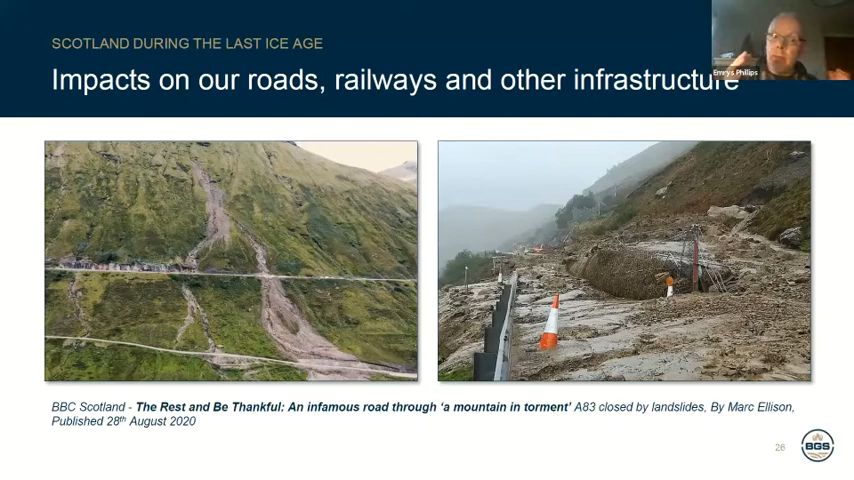 SCOTLAND DURING THE LAST ICE AGE
Emrys Phillips
Impacts on our roads, railways and other infrastructure
BBC Scotland - The Rest and Be Thankful: An infamous road through ‘a mountain in torment’ A83 closed by landslides, By Marc Ellison,
Published 28th August 2020
26
BGS